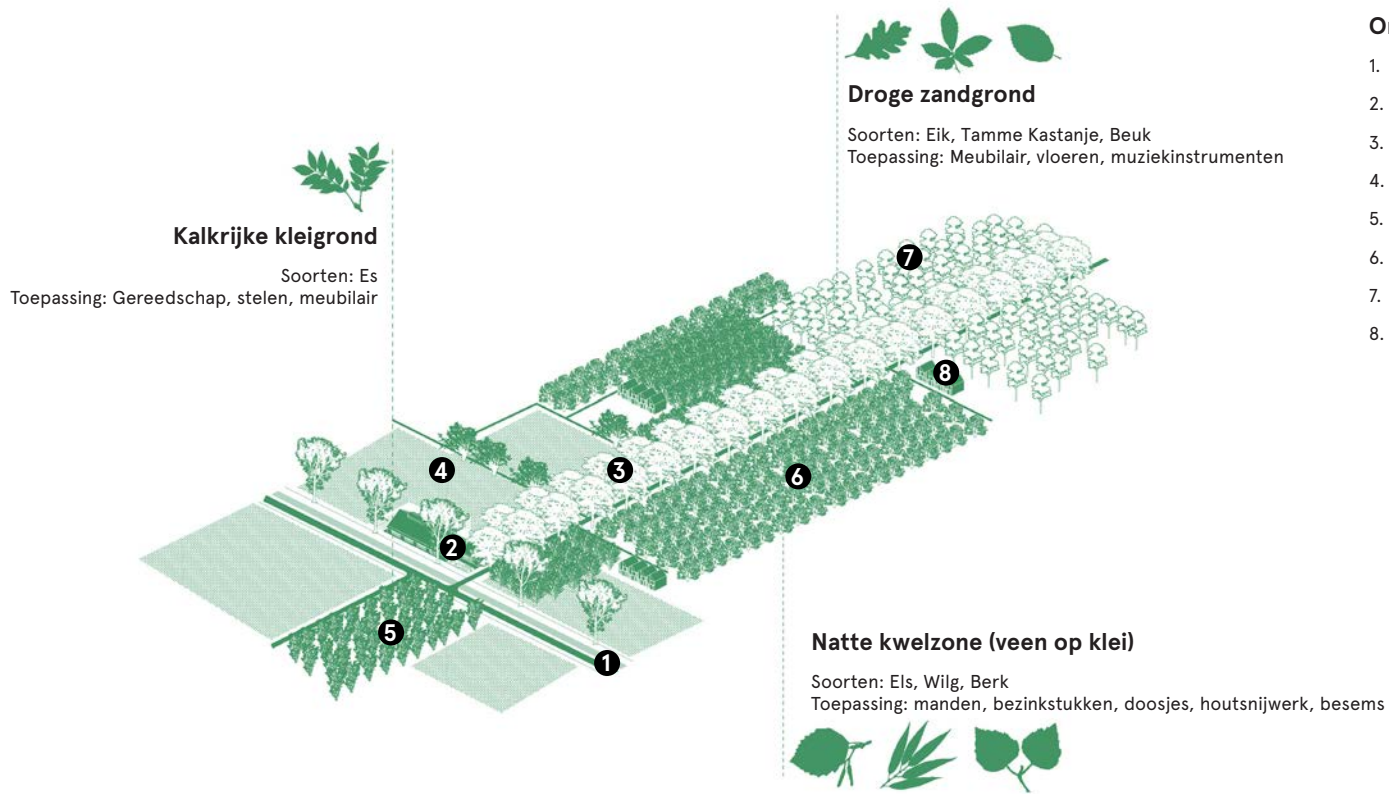 Droge zandgrond
Soorten: Eik, Tamme Kastanje, Beuk
Toepassing: Meubilair, vloeren, muziekinstrumenten
Kalkrijke kleigrond
Soorten: Es
Toepassing: Gereedschap, stelen, meubilair
7
8
4
3
6
2
5
1
Natte kwelzone (veen op klei)
Soorten: Els, Wilg, Berk
Toepassing: manden, bezinkstukken, doosjes, houtsnijwerk, besems
1.
2.
3.
4.
5.
6.
7.
8.